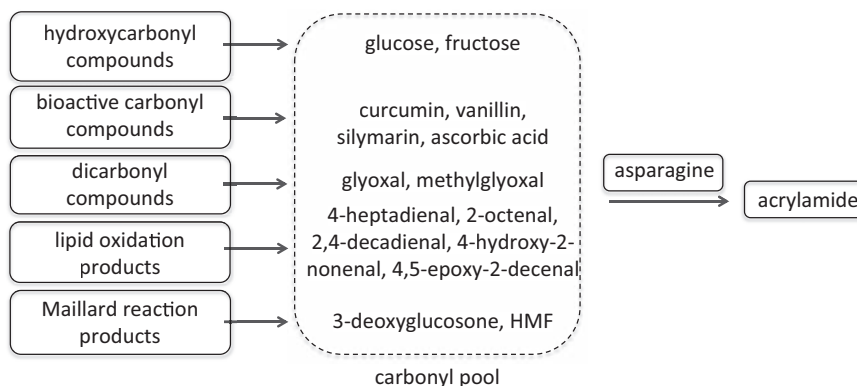 hydroxycarbonyl
compounds
glucose, fructose
bioactive carbonyl
compounds
curcumin, vanillin,
silymarin, ascorbic acid
dicarbonyl
compounds
glyoxal, methylglyoxal
lipid oxidation
products
4-heptadienal, 2-octenal,
2,4-decadienal, 4-hydroxy-2-
nonenal, 4,5-epoxy-2-decenal
Maillard reaction
products
3-deoxyglucosone, HMF
carbonyl pool
asparagine
acrylamide